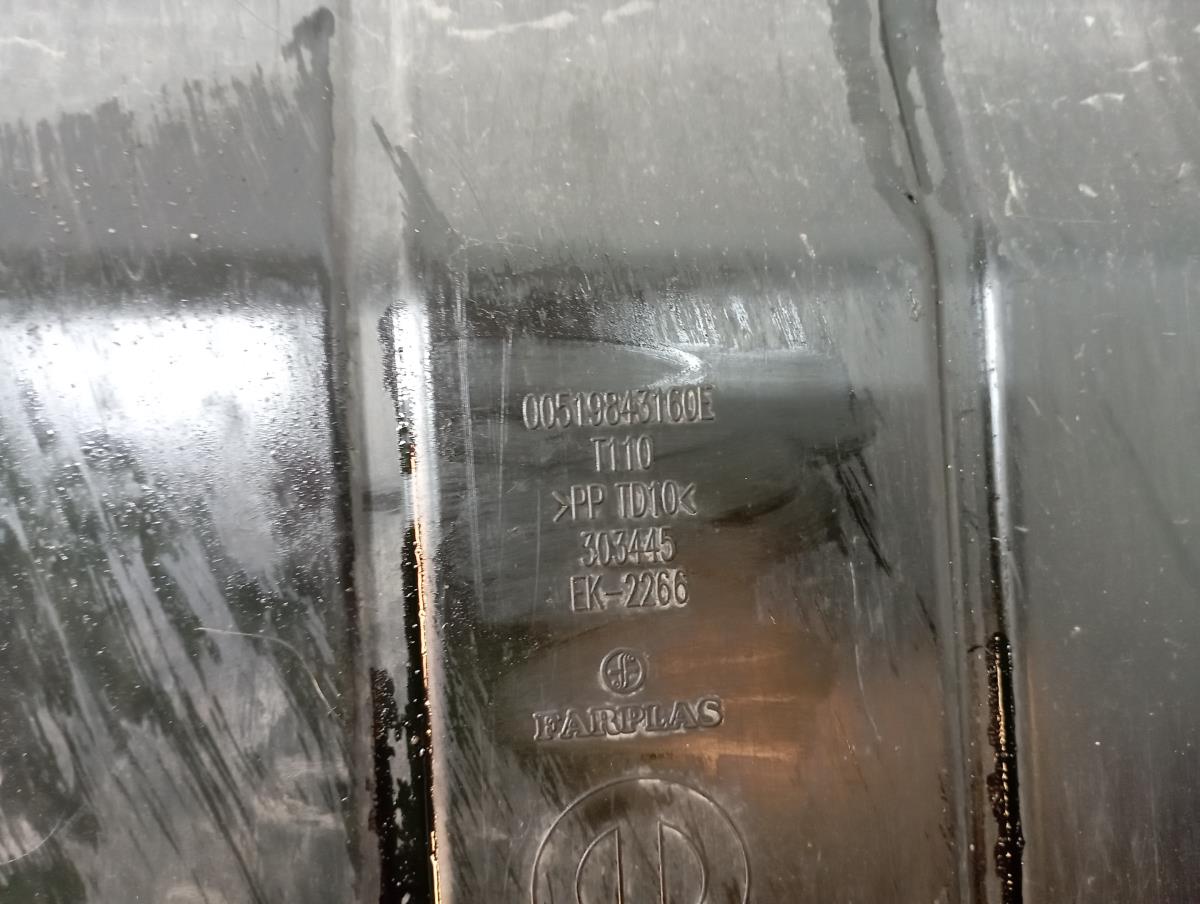 00519843160E
T110
>PP TD10<
303445
EK-2266
FARPLAS